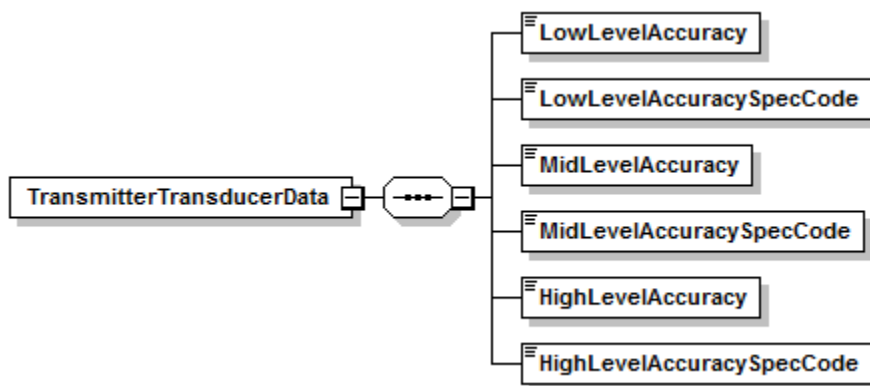 LowLevelAccuracy
LowLevelAccuracySpecCode
MidLevelAccuracy
TransmitterTransducerData
MidLevelAccuracySpecCode
HighLevelAccuracy
HighLevelAccuracySpecCode